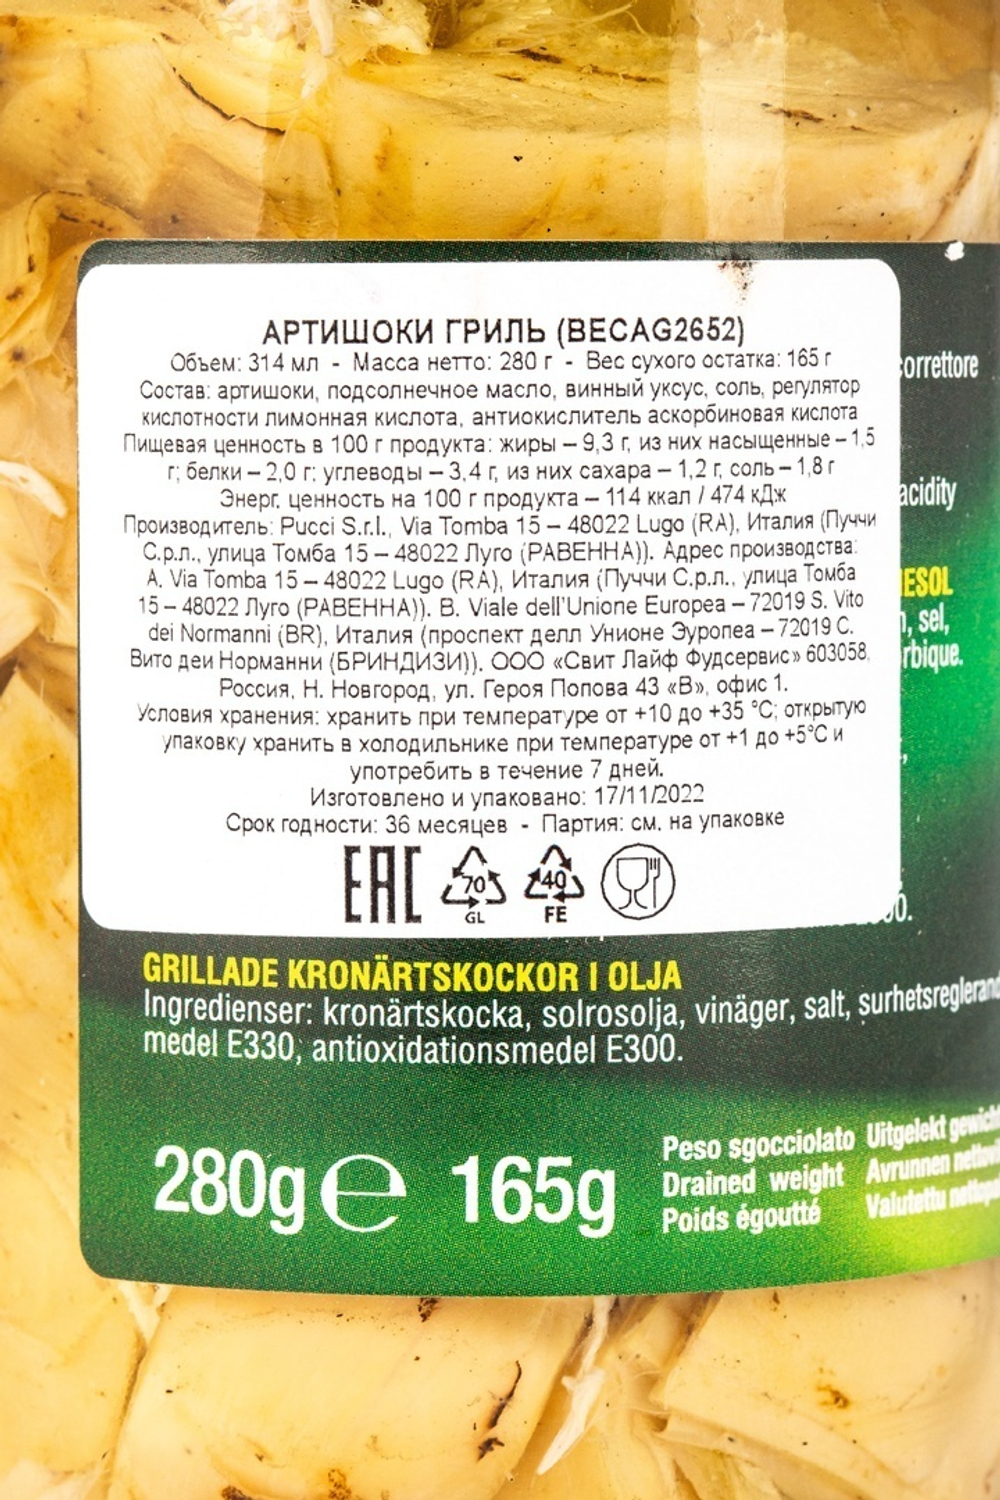 АРТИШОКИ ГРИЛЬ (BECAG2652)
Объем: 314 мл - Масса нетто: 280 г - Вес сухого остатка: 165 г
Состав: артишоки, подсолнечное масло, винный уксус, соль, регулятор
кислотности лимонная кислота, антиокислитель аскорбиновая кислота
Пищевая ценность в 100 г продукта: жиры – 9,3 г, из них насыщенные – 1,5
г; белки – 2,0 г; углеводы – 3,4 г, из них сахара – 1,2 г, соль – 1,8 г
Энерг. ценность на 100 г продукта – 114 ккал / 474 кДж
Производитель: Pucci S.r.l., Via Tomba 15 – 48022 Lugo (RA), Италия (Пуччи
С.р.л., улица Томба 15 – 48022 Луго (РАВЕННА)). Адрес производства:
A. Via Tomba 15 – 48022 Lugo (RA), Италия (Пуччи С.р.л., улица Томба
15 – 48022 Луго (РАВЕННА)). B. Viale dell'Unione Europea – 72019 S. Vito
dei Normanni (BR), Италия (проспект делл Унионе Эуропеа – 72019 С.
Вито деи Норманни (БРИНДИЗИ)). ООО «Свит Лайф Фудсервис» 603058,
Россия, Н. Новгород, ул. Героя Попова 43 «В», офис 1.
Условия хранения: хранить при температуре от +10 до +35 °С; открытую
упаковку хранить в холодильнике при температуре от +1 до +5°С и
употребить в течение 7 дней.
Изготовлено и упаковано: 17/11/2022
Срок годности: 36 месяцев - Партия: см. на упаковке
EAC 70 GL 40 FE
correttore
acidity
sel,
GRILLADE KRONÄRTSKOCKOR I OLJA
Ingredienser: kronärtskocka, solrosolja, vinäger, salt, surhetsregleran
medel E330, antioxidationsmedel E300.
280g e 165g
Peso sgocciolato Uitgelekt gewicht
Drained weight Avrunnen
Poids égoutté Valutettu